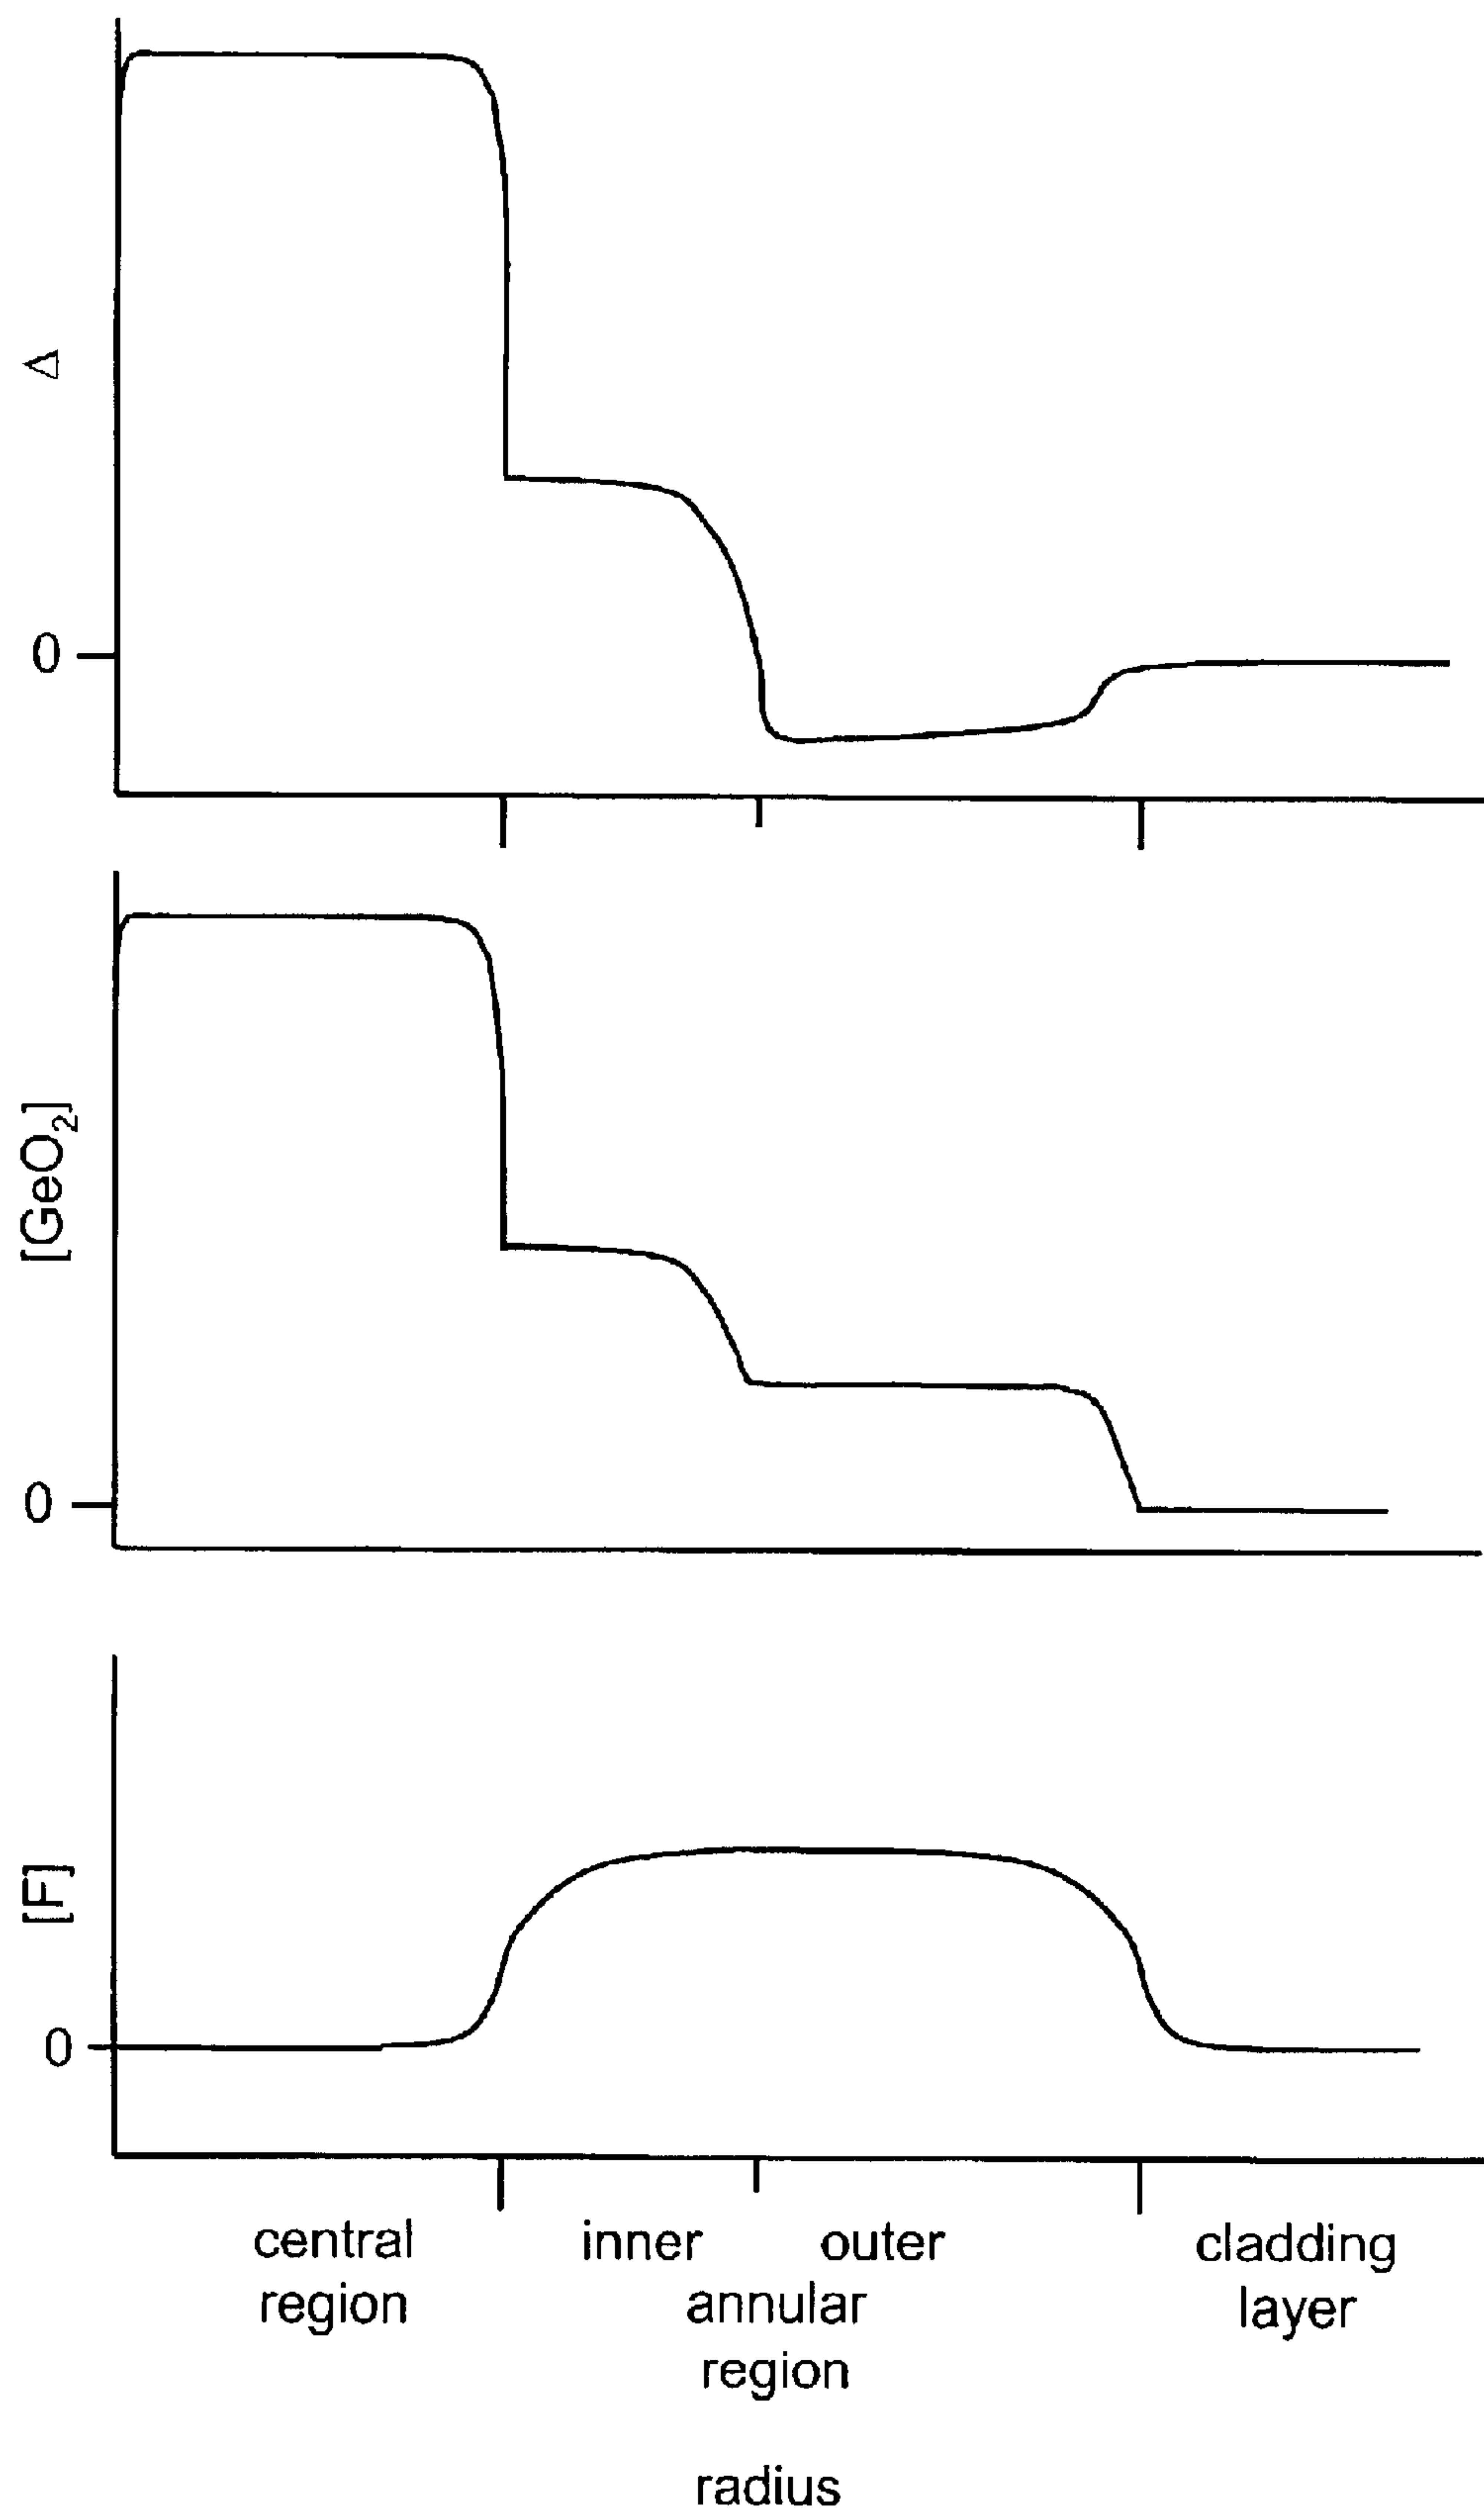 Δ
0
[GeO₂]
0
[F]
0
central region
inner outer
annular
region
cladding layer
radius